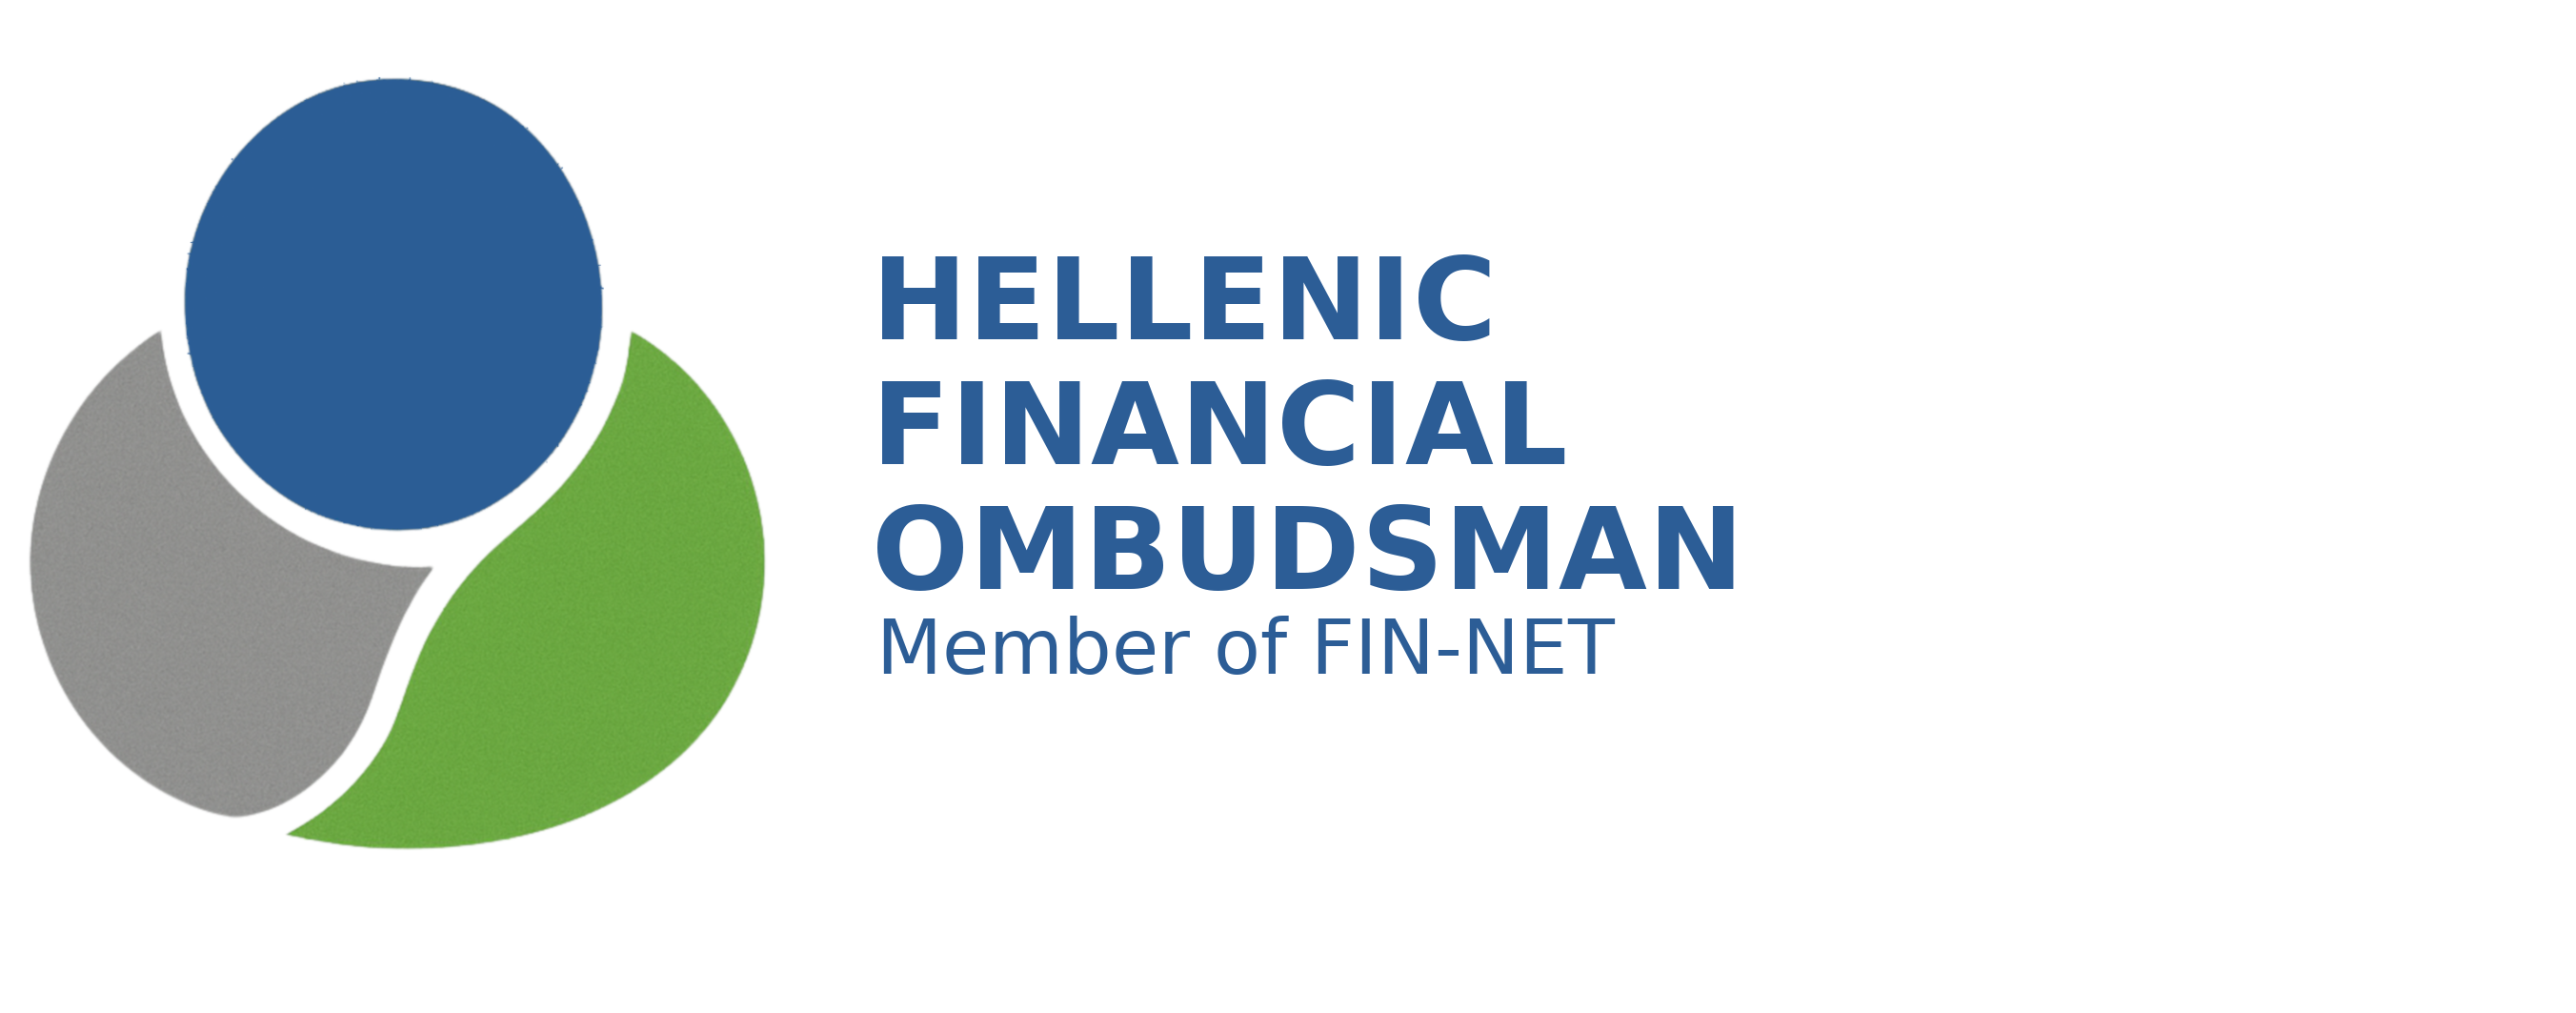 HELLENIC
FINANCIAL
OMBUDSMAN
Member of FIN-NET